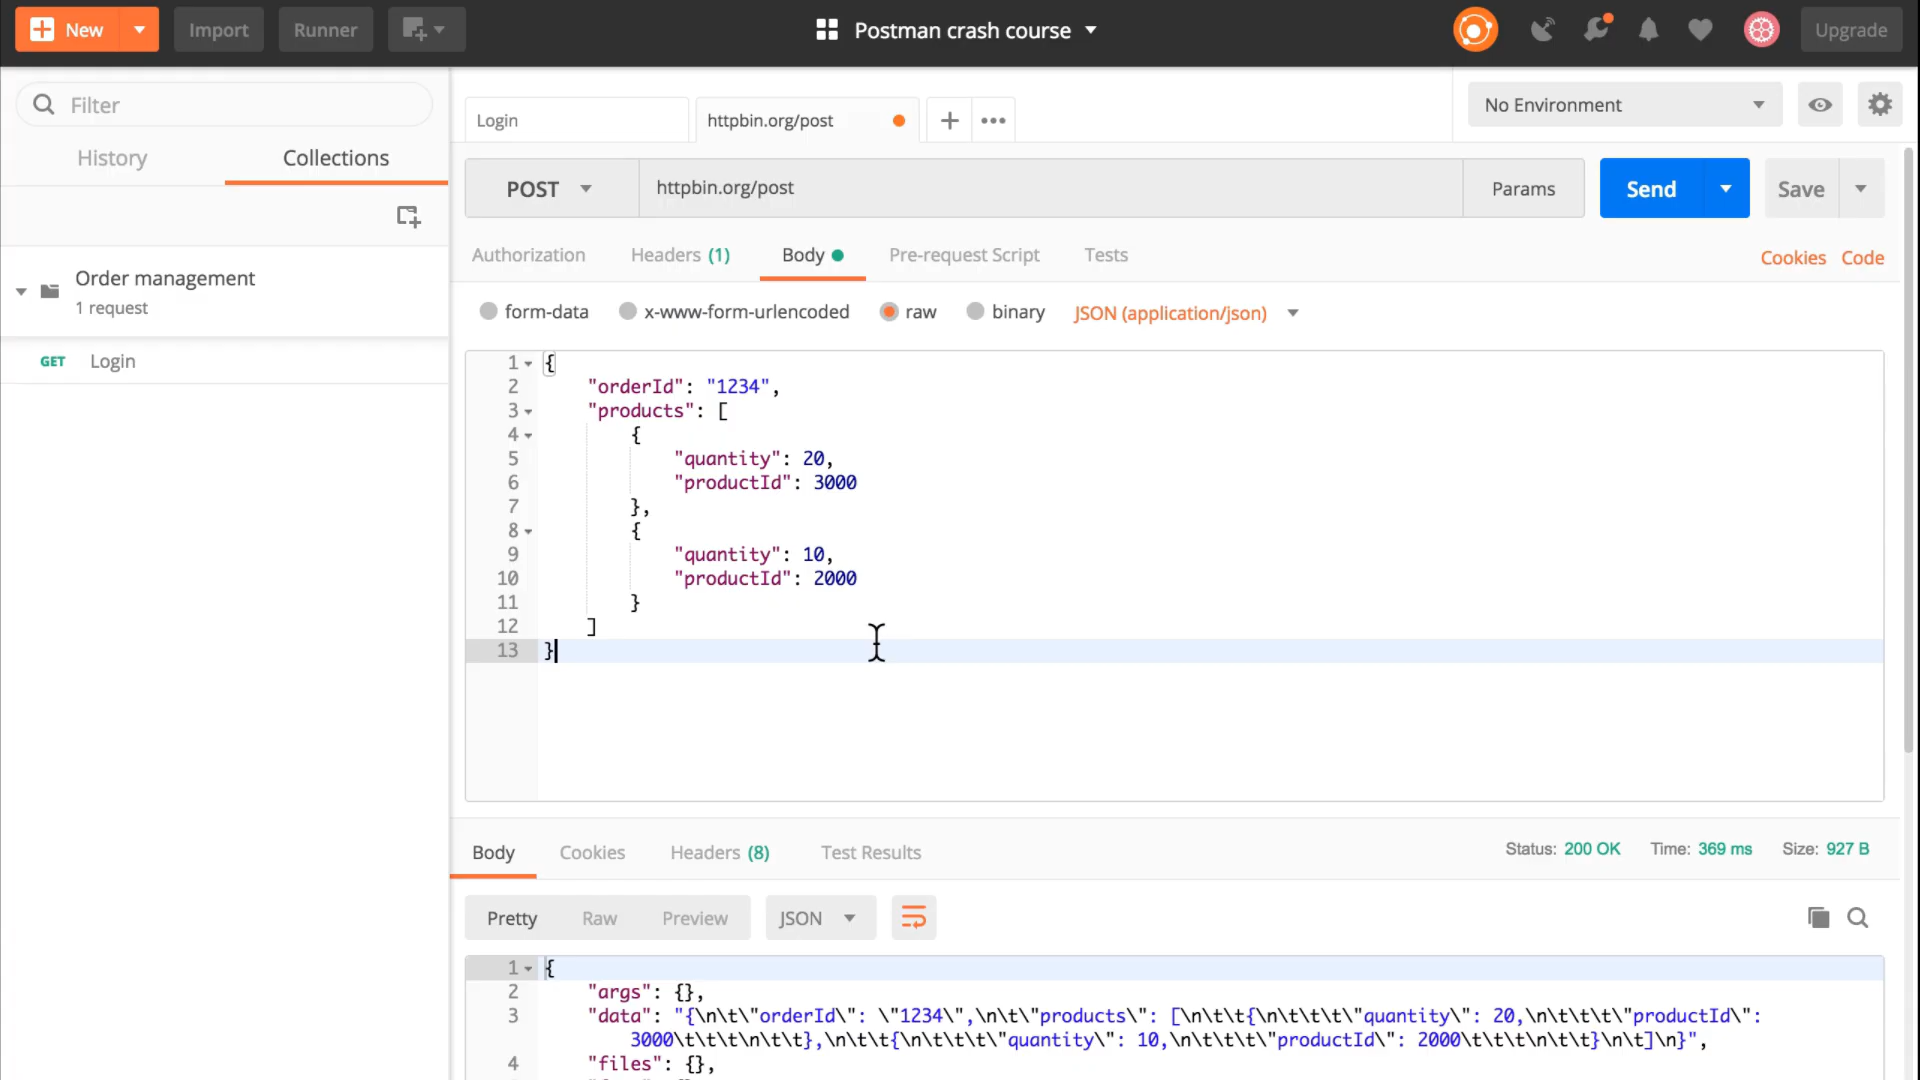 New Import Runner Postman crash course Upgrade
Filter
No Environment
Login httpbin.org/post
History Collections
POST httpbin.org/post Params Send Save
Authorization Headers (1) Body Pre-request Script Tests Cookies Code
Order management
1 request
form-data x-www-form-urlencoded raw binary JSON (application/json)
GET Login
1 {
2 "orderId": "1234",
3 "products": [
4 {
5 "quantity": 20,
6 "productId": 3000
7 },
8 {
9 "quantity": 10,
10 "productId": 2000
11 }
12 ]
13 }
Body Cookies Headers (8) Test Results Status: 200 OK Time: 369 ms Size: 927 B
Pretty Raw Preview JSON
1 {
2 "args": {},
3 "data": "{\n\t\"orderId\": \"1234\",\n\t\"products\": [\n\t\t{\n\t\t\t\"quantity\": 20,\n\t\t\t\"productId\":
3000\t\t\t\n\t\t},\n\t\t{\n\t\t\t\"quantity\": 10,\n\t\t\t\"productId\": 2000\t\t\t\n\t\t}\n\t]\n}",
4 "files": {},